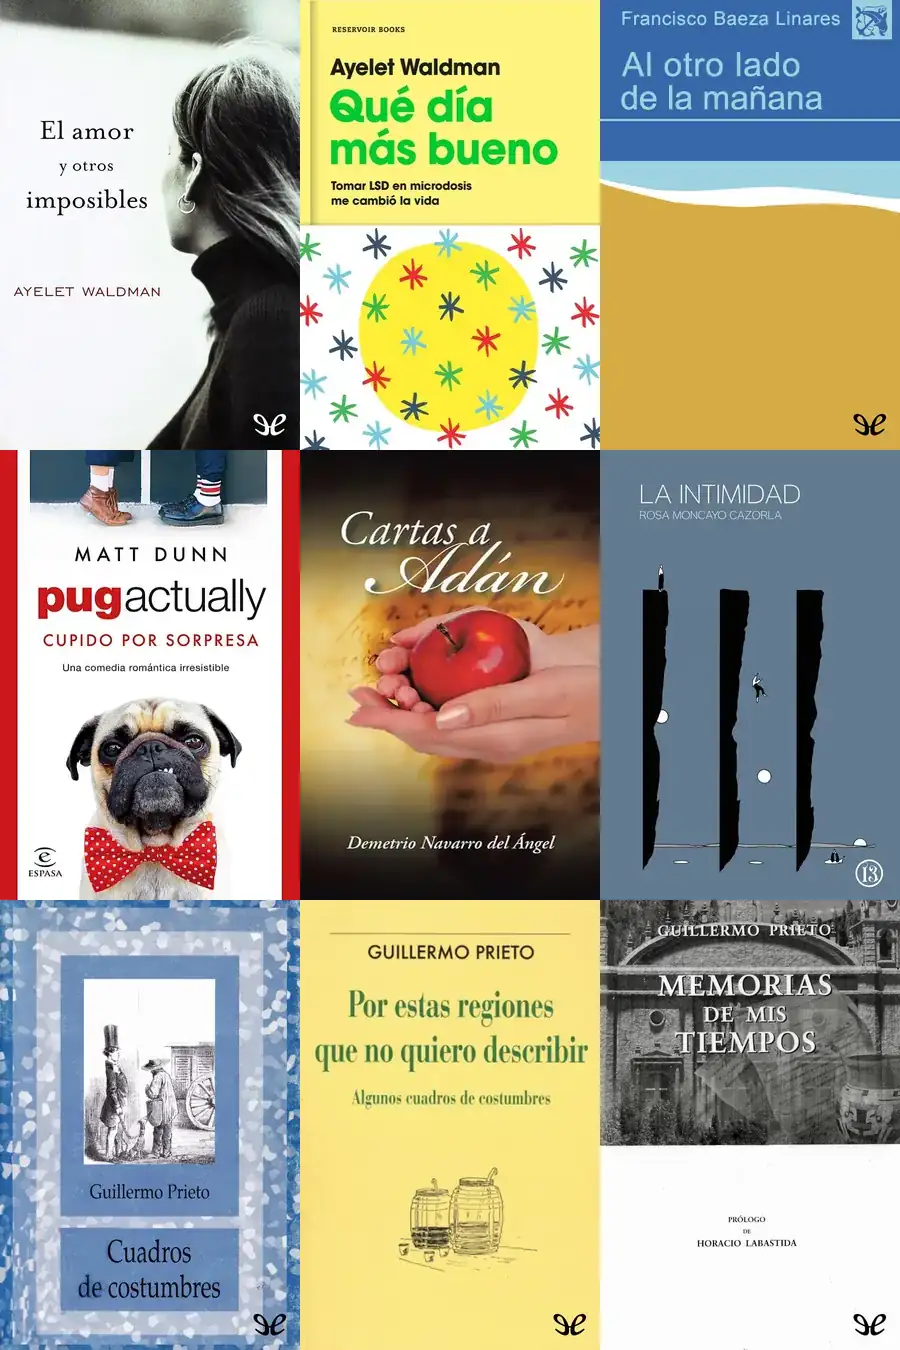 El amor
y otros
imposibles
AYELET WALDMAN
RESERVOIR BOOKS
Ayelet Waldman
Qué día
más bueno
Tomar LSD en microdosis
me cambió la vida
Francisco Baeza Linares
Al otro lado
de la mañana
MATT DUNN
pugactually
CUPIDO POR SORPRESA
Una comedia romántica irresistible
ESPASA
Cartas a
Adán
Demetrio Navarro del Ángel
LA INTIMIDAD
ROSA MONCAYO CAZORLA
13
Guillermo Prieto
Cuadros
de costumbres
GUILLERMO PRIETO
Por estas regiones
que no quiero describir
Algunos cuadros de costumbres
GUILLERMO PRIETO
MEMORIAS
DE MIS
TIEMPOS
PRÓLOGO
DE
HORACIO LABASTIDA